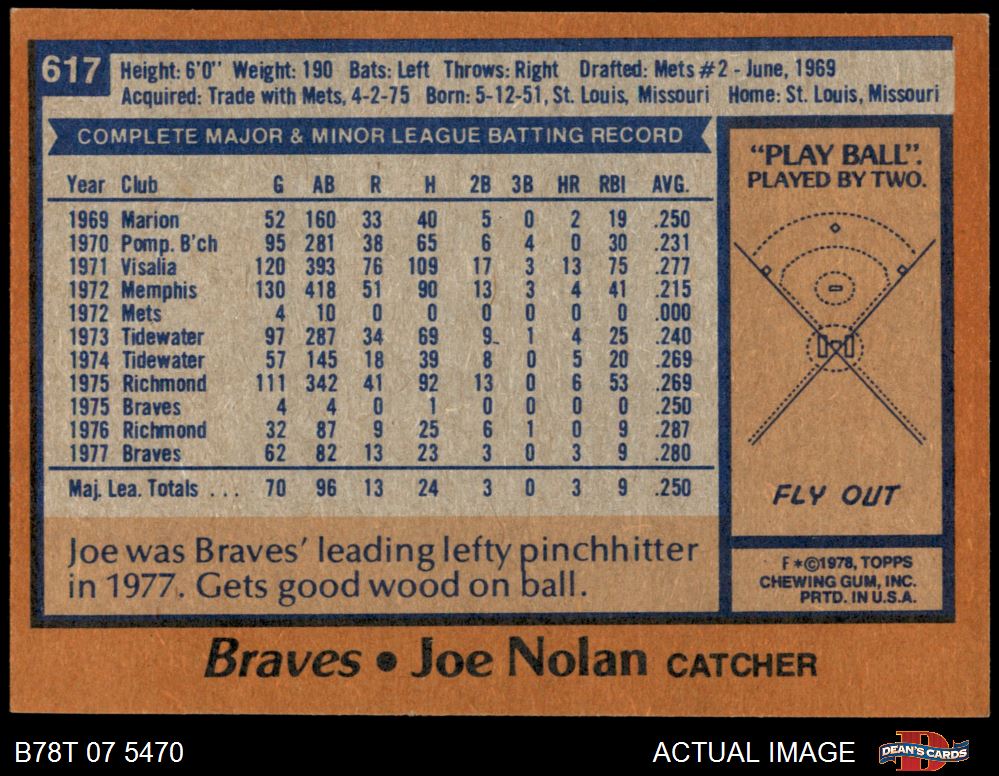 617
Height: 6'0" Weight: 190 Bats: Left Throws: Right Drafted: Mets #2 - June, 1969
Acquired: Trade with Mets, 4-2-75 Born: 5-12-51, St. Louis, Missouri Home: St. Louis, Missouri
COMPLETE MAJOR & MINOR LEAGUE BATTING RECORD
Year Club G AB R H 2B 3B HR RBI AVG.
1969 Marion 52 160 33 40 5 0 2 19 .250
1970 Pomp. B'ch 95 281 38 65 6 4 0 30 .231
1971 Visalia 120 393 76 109 17 3 13 75 .277
1972 Memphis 130 418 51 90 13 3 4 41 .215
1972 Mets 4 10 0 0 0 0 0 0 .000
1973 Tidewater 97 287 34 69 9 1 4 25 .240
1974 Tidewater 57 145 18 39 8 0 5 20 .269
1975 Richmond 111 342 41 92 13 0 6 53 .269
1975 Braves 4 4 0 1 0 0 0 0 .250
1976 Richmond 32 87 9 25 6 1 0 9 .287
1977 Braves 62 82 13 23 3 0 3 9 .280
Maj. Lea. Totals ... 70 96 13 24 3 0 3 9 .250
Joe was Braves' leading lefty pinchhitter
in 1977. Gets good wood on ball.
"PLAY BALL".
PLAYED BY TWO.
FLY OUT
F*©1978, TOPPS
CHEWING GUM, INC.
PRTD. IN U.S.A.
Braves • Joe Nolan CATCHER
B78T 07 5470
ACTUAL IMAGE
D
DEAN'S CARDS